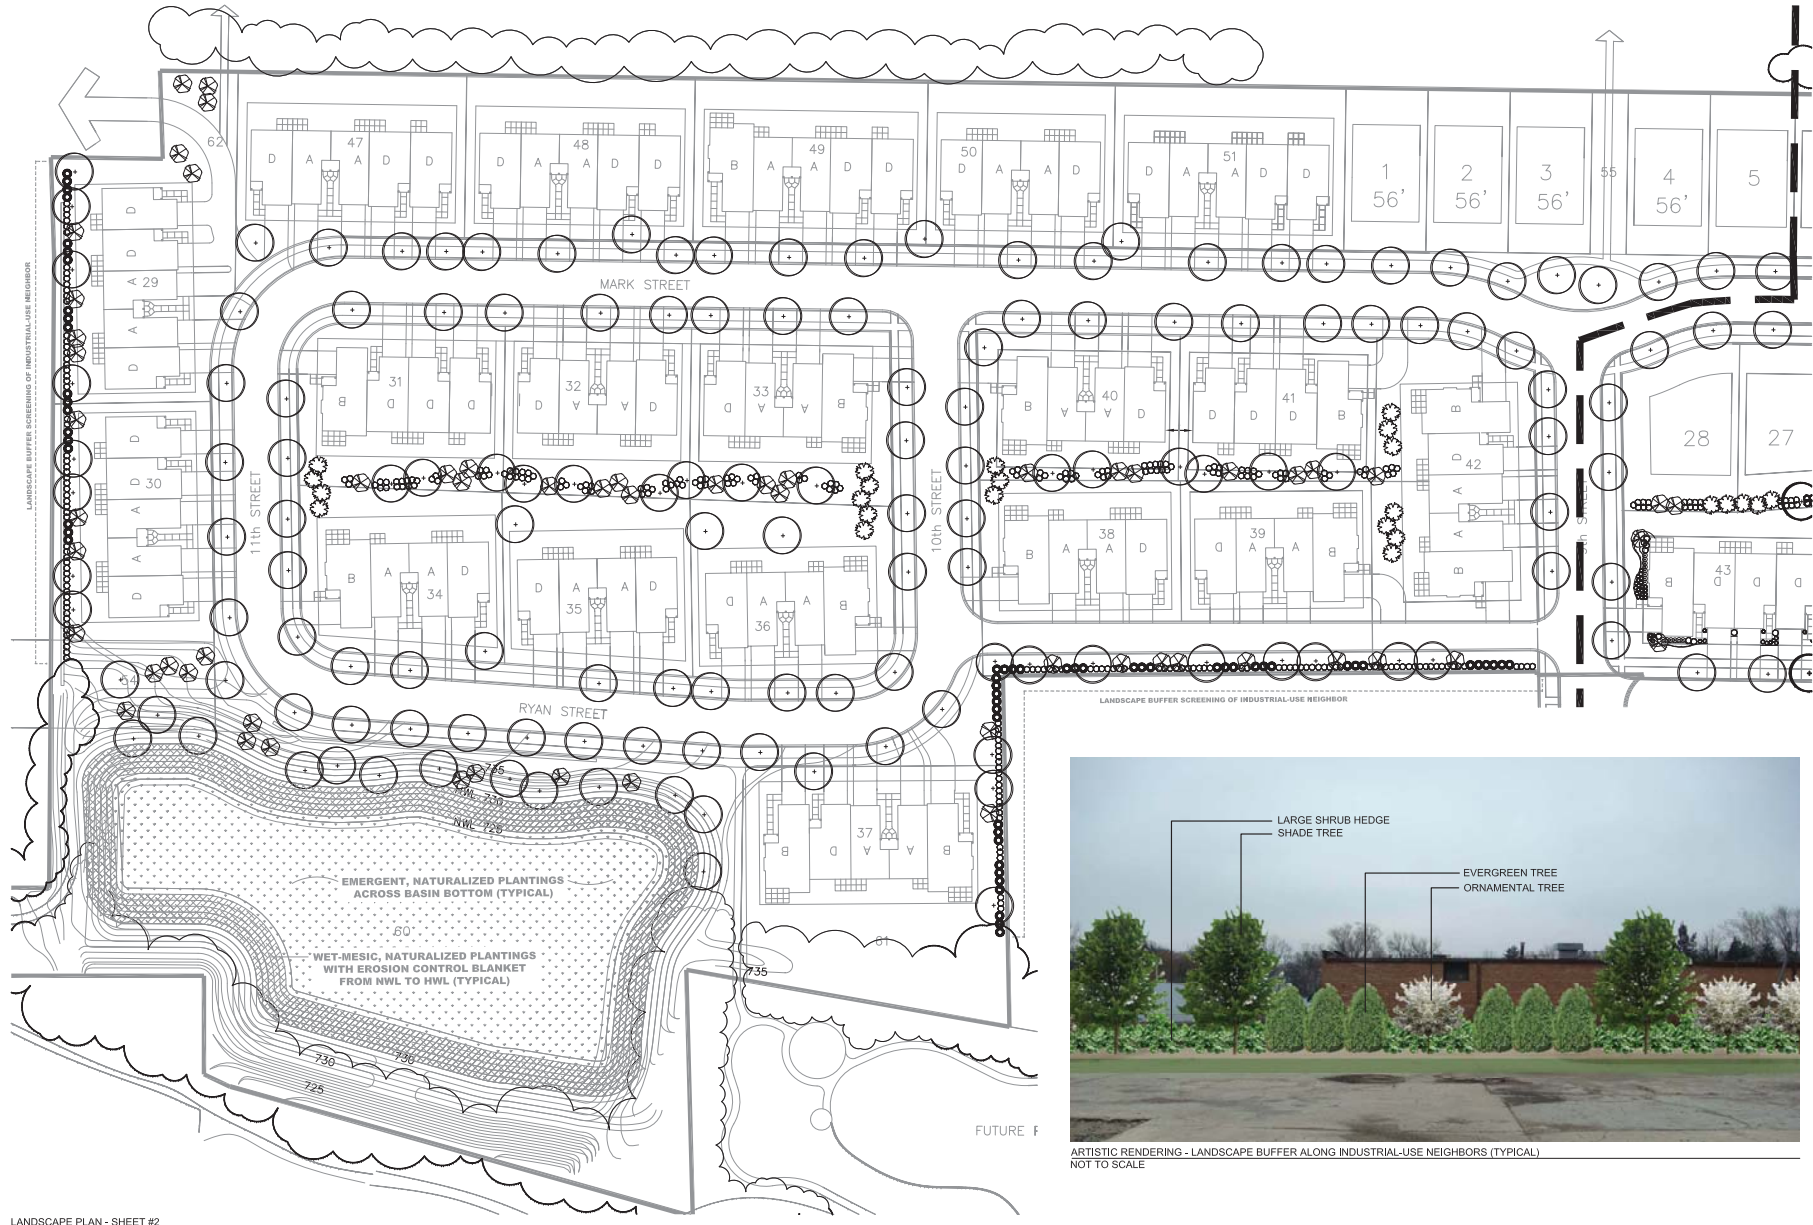 62
47
D A A D D
48
D A A D D
49
B A A D D
50
D A A D
51
D A A D D
1
56'
2
56'
3
56'
55
4
56'
5
LANDSCAPE BUFFER SCREENING OF INDUSTRIAL-USE NEIGHBOR
D
D
A 29
A
D
MARK STREET
31
B D D D
32
D A A D
33
D A A B
40
B A A D
41
D D D B
42
B
D
A
A
B
28
27
30
D
D
A
A
D
11th STREET
10th STREET
9th STREET
34
B A A D
35
D A A D
36
D A A B
38
B A A D
39
D A A B
43
B D D D
54
RYAN STREET
LANDSCAPE BUFFER SCREENING OF INDUSTRIAL-USE NEIGHBOR
735
HWL 730
NWL 725
37
B D A A B
EMERGENT, NATURALIZED PLANTINGS
ACROSS BASIN BOTTOM (TYPICAL)
60
WET-MESIC, NATURALIZED PLANTINGS
WITH EROSION CONTROL BLANKET
FROM NWL TO HWL (TYPICAL)
61
735
730
730
725
FUTURE
LARGE SHRUB HEDGE
SHADE TREE
EVERGREEN TREE
ORNAMENTAL TREE
ARTISTIC RENDERING - LANDSCAPE BUFFER ALONG INDUSTRIAL-USE NEIGHBORS (TYPICAL)
NOT TO SCALE
LANDSCAPE PLAN - SHEET #2